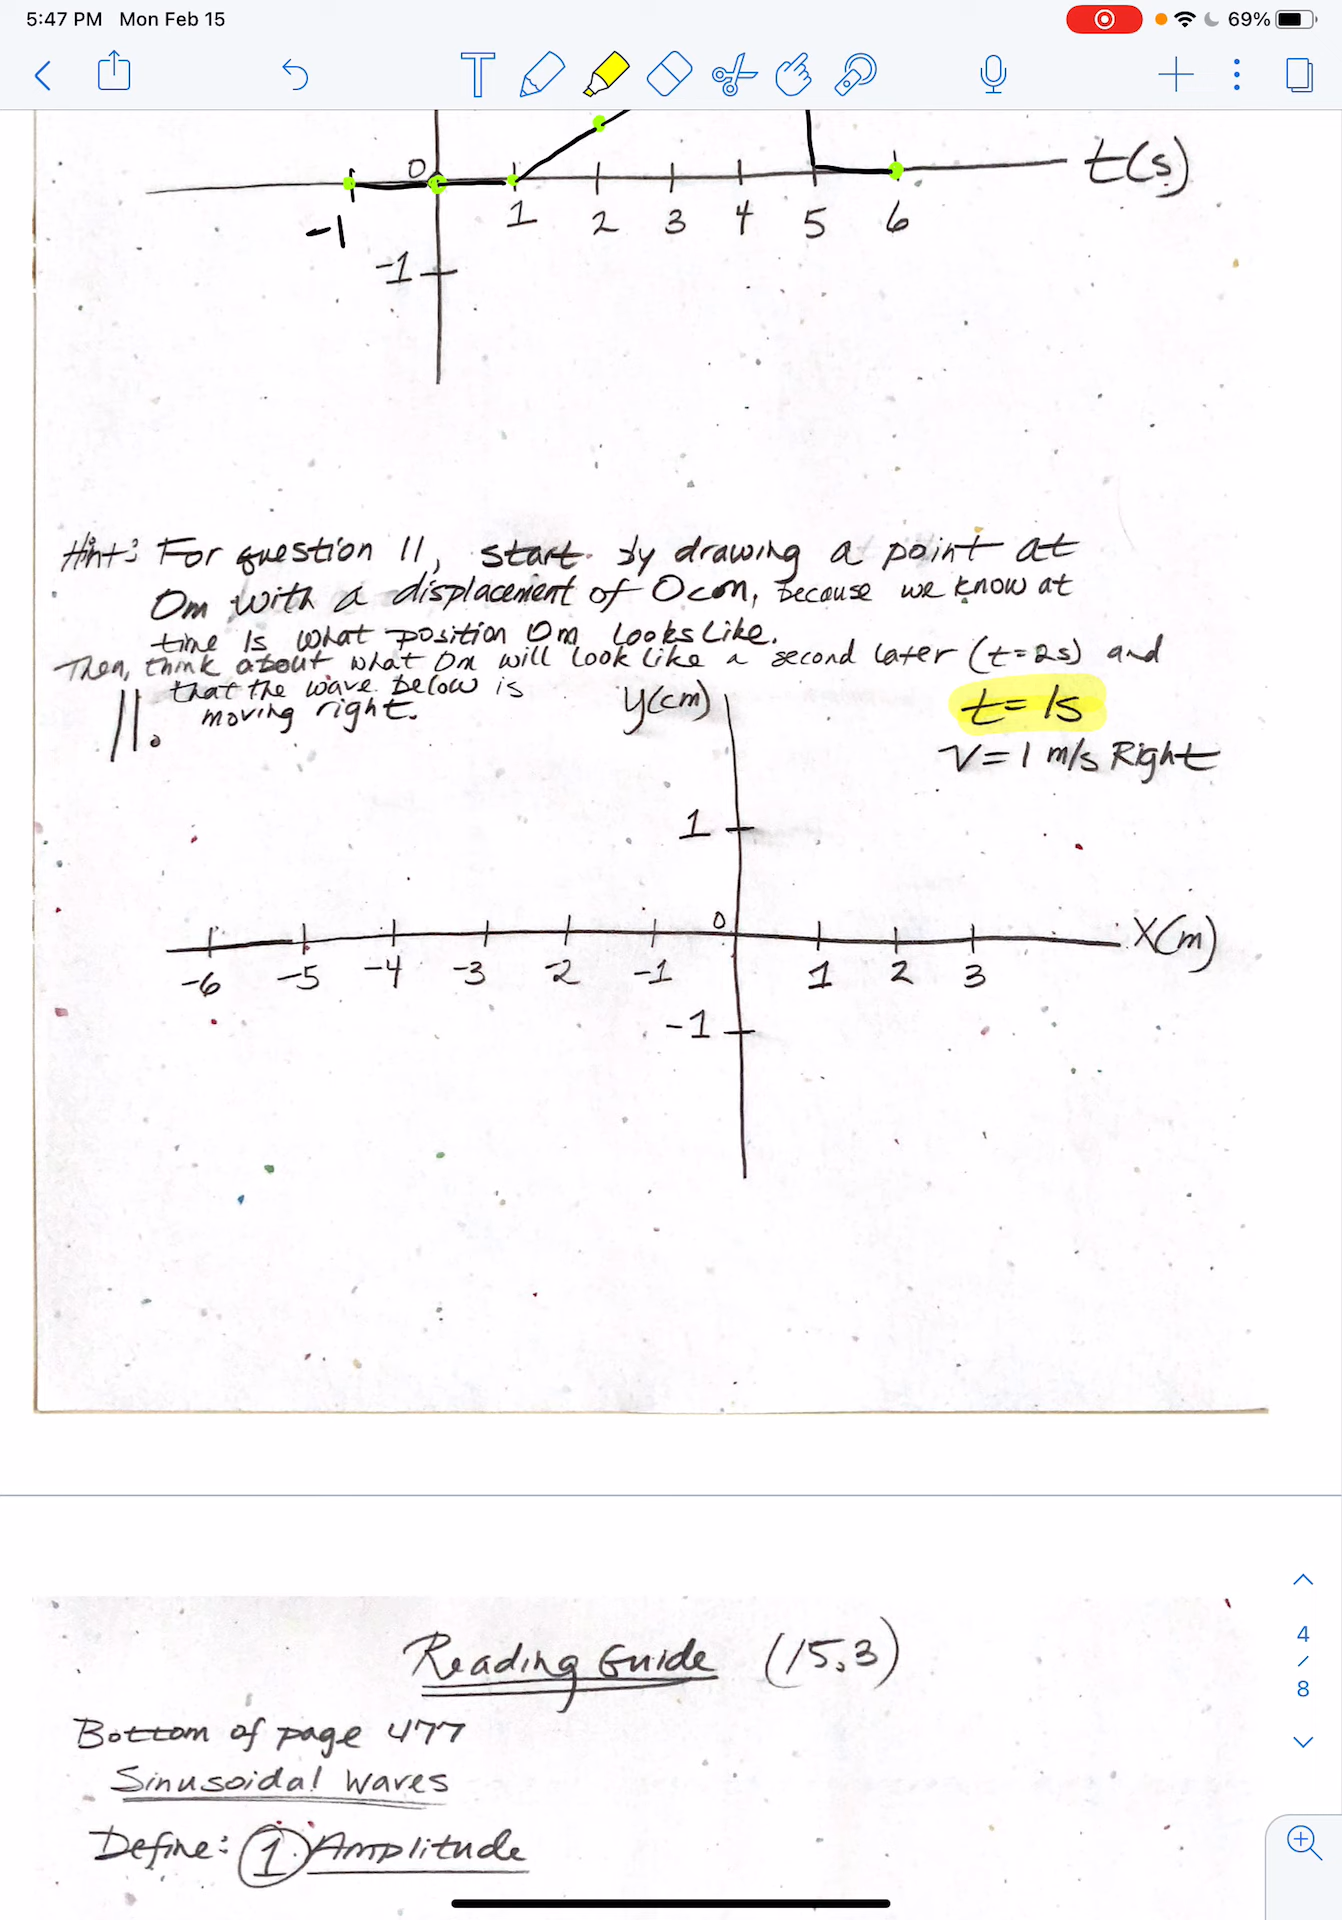 5:47 PM Mon Feb 15
69%
0
t(s)
-1
1 2 3 4 5 6
-1
Hint: For question 11, start by drawing a point at
0m with a displacement of 0cm, because we know at
time 1s what position 0m looks like.
Then, think about what 0m will look like a second later (t=2s) and
that the wave below is
moving right.
11.
Y(cm)
t=1s
V=1 m/s Right
1
0
X(m)
-6 -5 -4 -3 -2 -1 1 2 3
-1
Reading Guide (15.3)
Bottom of page 477
Sinusoidal Waves
Define: 1 Amplitude
4
/
8